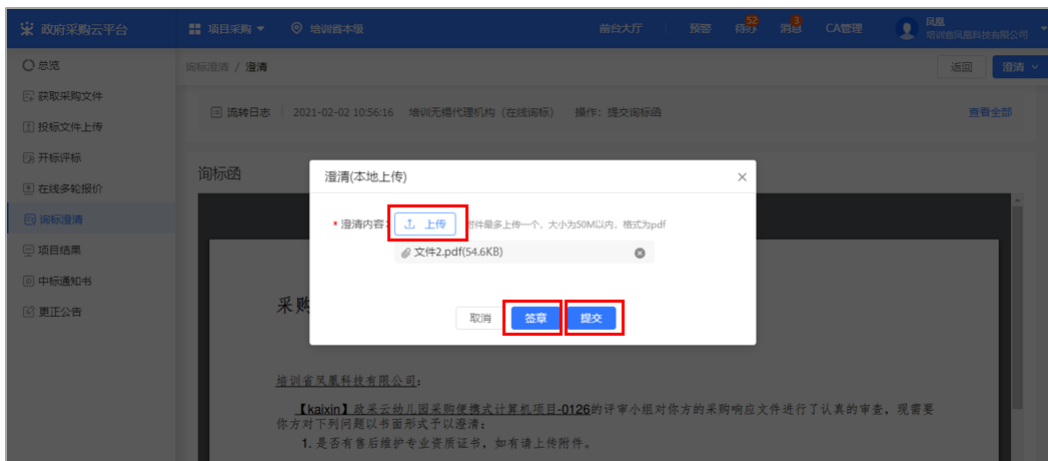 政府采购云平台
项目采购
培训省本级
前台大厅
预警
待办
52
消息
3
CA管理
凤凰
培训省凤凰科技有限公司
总览
获取采购文件
投标文件上传
开标评标
在线多轮报价
询标澄清
项目结果
中标通知书
更正公告
询标澄清 / 澄清
返回
澄清
流转日志 2021-02-02 10:56:16 培训无锡代理机构（在线询标） 操作：提交询标函
查看全部
询标函
澄清(本地上传)
* 澄清内容：
上传
附件最多上传一个，大小为50M以内，格式为pdf
文件2.pdf(54.6KB)
取消
签章
提交
采购
培训省凤凰科技有限公司：
【kaixin】政采云幼儿园采购便携式计算机项目-0126的评审小组对你方的采购响应文件进行了认真的审查，现需要
你方对下列问题以书面形式予以澄清：
1. 是否有售后维护专业资质证书，如有请上传附件。